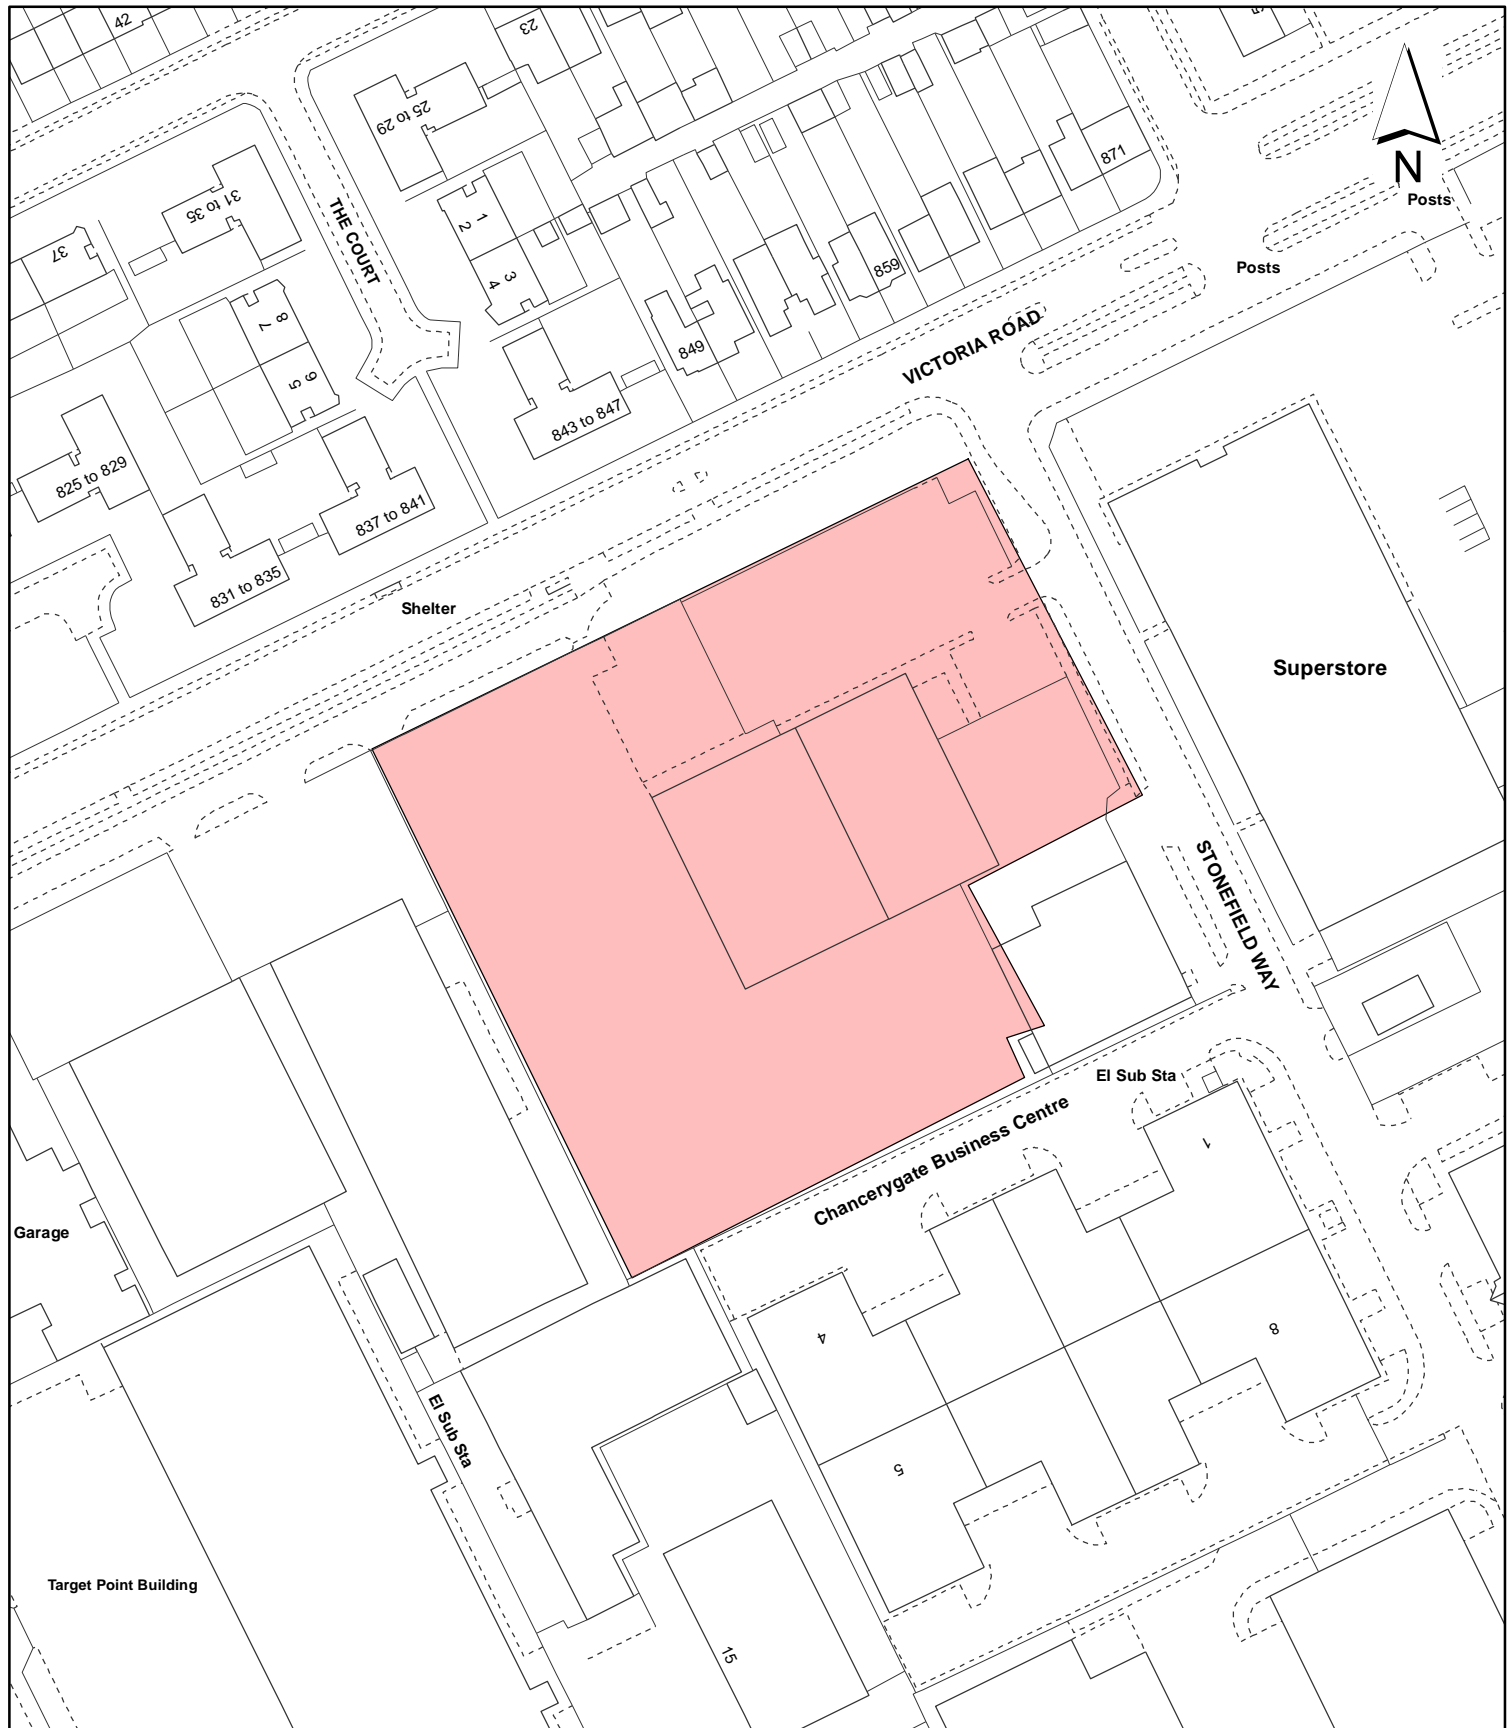 42
23
25 to 29
871
N
Posts
31 to 35
THE COURT
1
2
37
3
4
859
Posts
8
7
VICTORIA ROAD
849
6
5
843 to 847
825 to 829
837 to 841
831 to 835
Shelter
Superstore
STONEFIELD WAY
El Sub Sta
Chancerygate Business Centre
1
Garage
4
8
El Sub Sta
5
Target Point Building
15